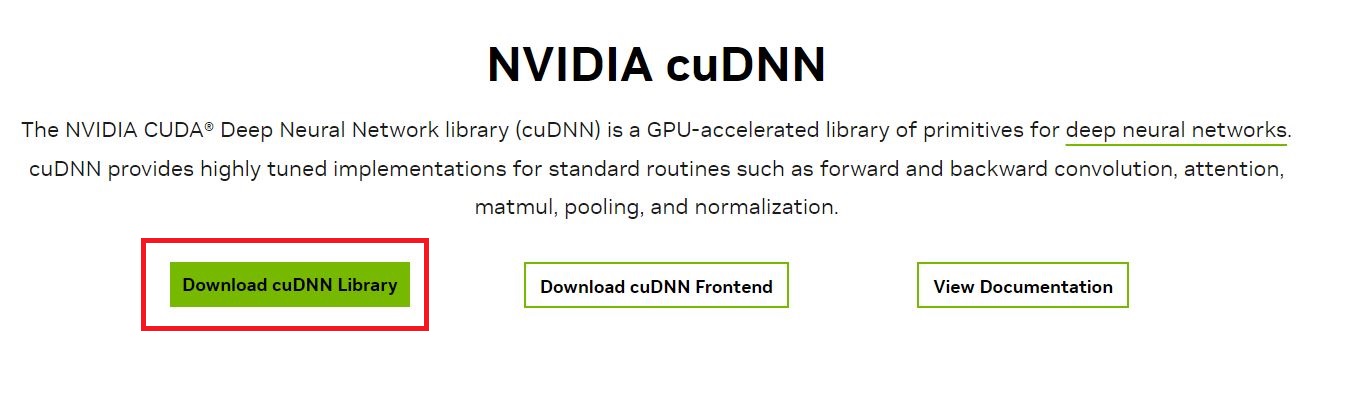 NVIDIA cuDNN
The NVIDIA CUDA® Deep Neural Network library (cuDNN) is a GPU-accelerated library of primitives for deep neural networks.
cuDNN provides highly tuned implementations for standard routines such as forward and backward convolution, attention,
matmul, pooling, and normalization.
Download cuDNN Library
Download cuDNN Frontend
View Documentation